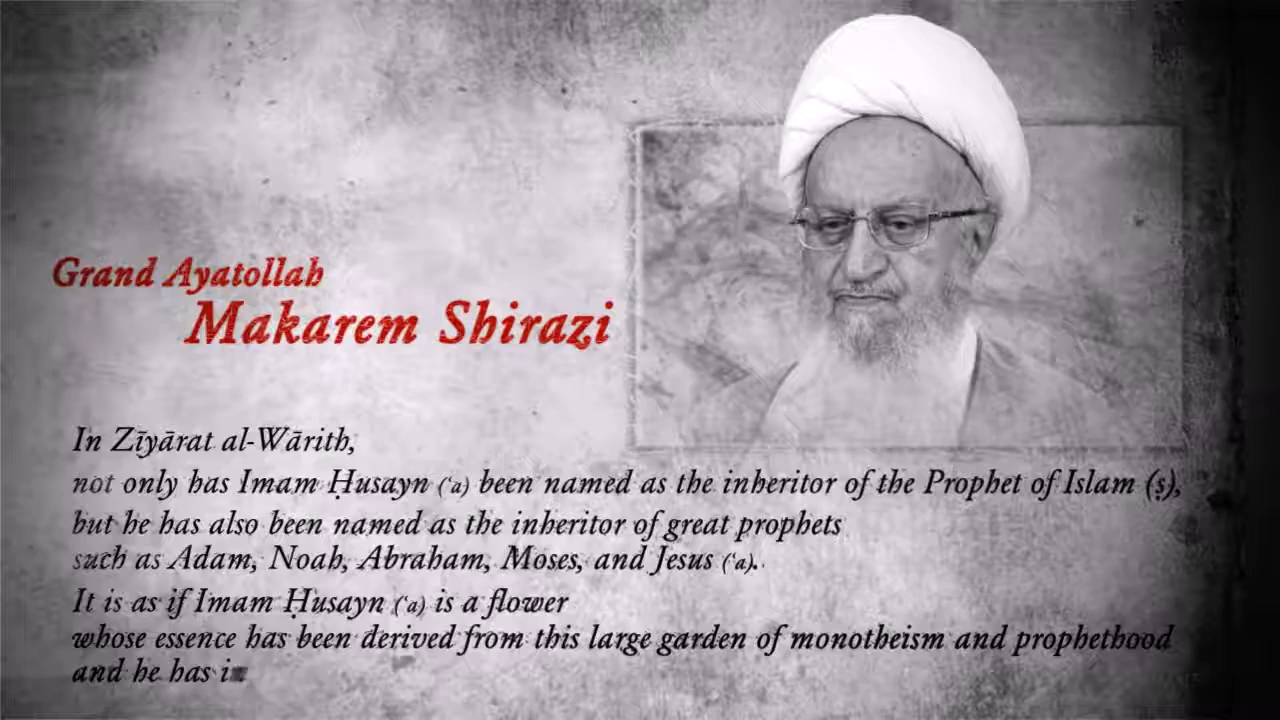 Grand Ayatollah
Makarem Shirazi
In Zīyārat al-Wārith,
not only has Imam Ḥusayn (ʿa) been named as the inheritor of the Prophet of Islam (ṣ),
but he has also been named as the inheritor of great prophets
such as Adam, Noah, Abraham, Moses, and Jesus (ʿa).
It is as if Imam Ḥusayn (ʿa) is a flower
whose essence has been derived from this large garden of monotheism and prophethood
and he has